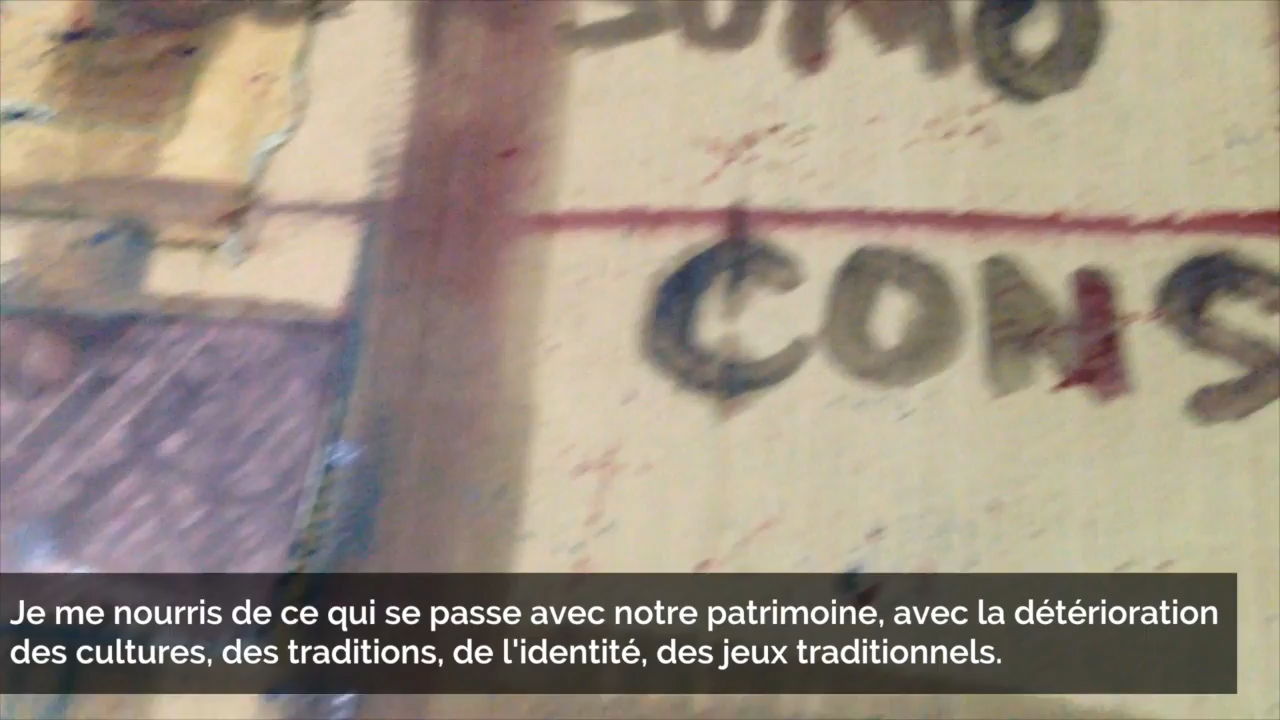 SUMO
CONS
Je me nourris de ce qui se passe avec notre patrimoine, avec la détérioration
des cultures, des traditions, de l'identité, des jeux traditionnels.